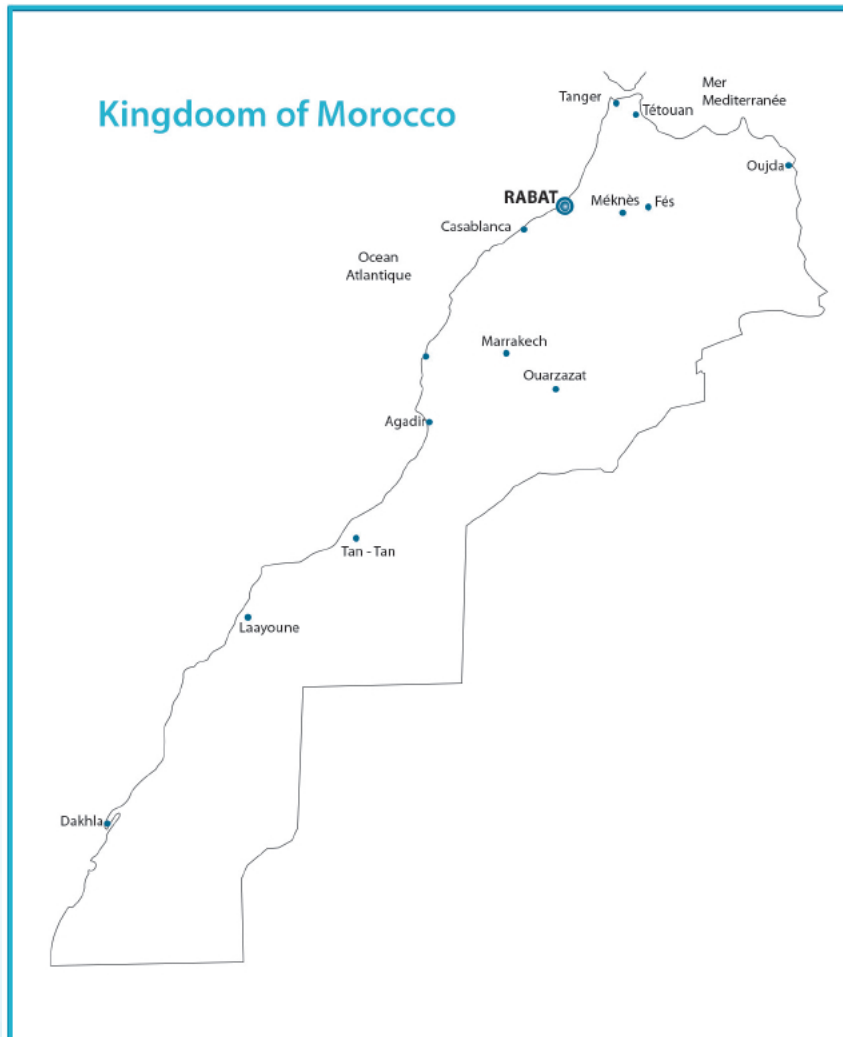 Kingdoom of Morocco
Mer
Mediterranée
Tanger
Tétouan
Oujda
RABAT
Méknès
Fés
Casablanca
Ocean
Atlantique
Marrakech
Ouarzazat
Agadir
Tan - Tan
Laayoune
Dakhla